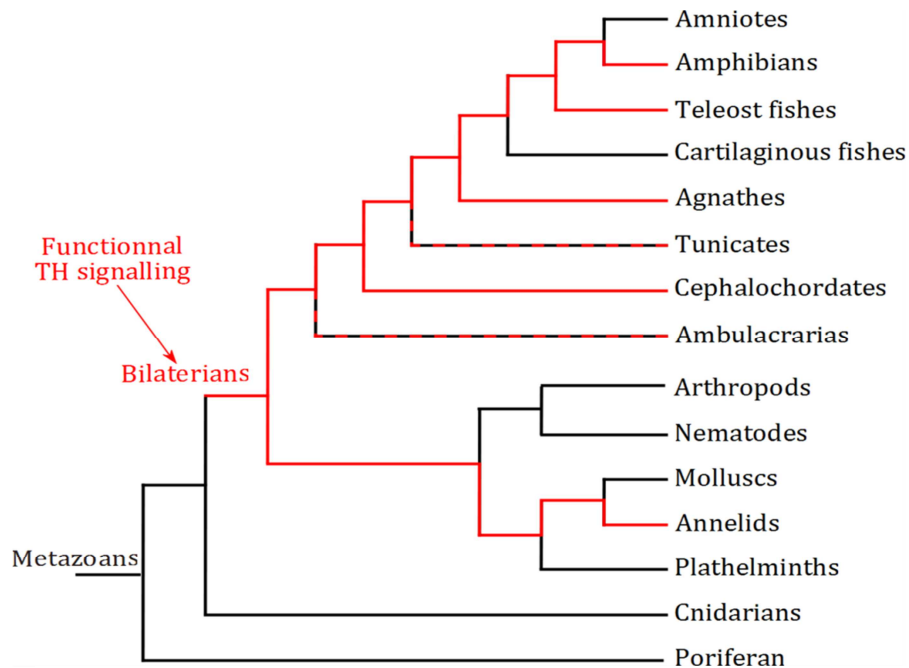 Amniotes
Amphibians
Teleost fishes
Cartilaginous fishes
Agnathes
Functionnal
TH signalling
Tunicates
Cephalochordates
Ambulacrarias
Bilaterians
Arthropods
Nematodes
Molluscs
Annelids
Metazoans
Plathelminths
Cnidarians
Poriferan